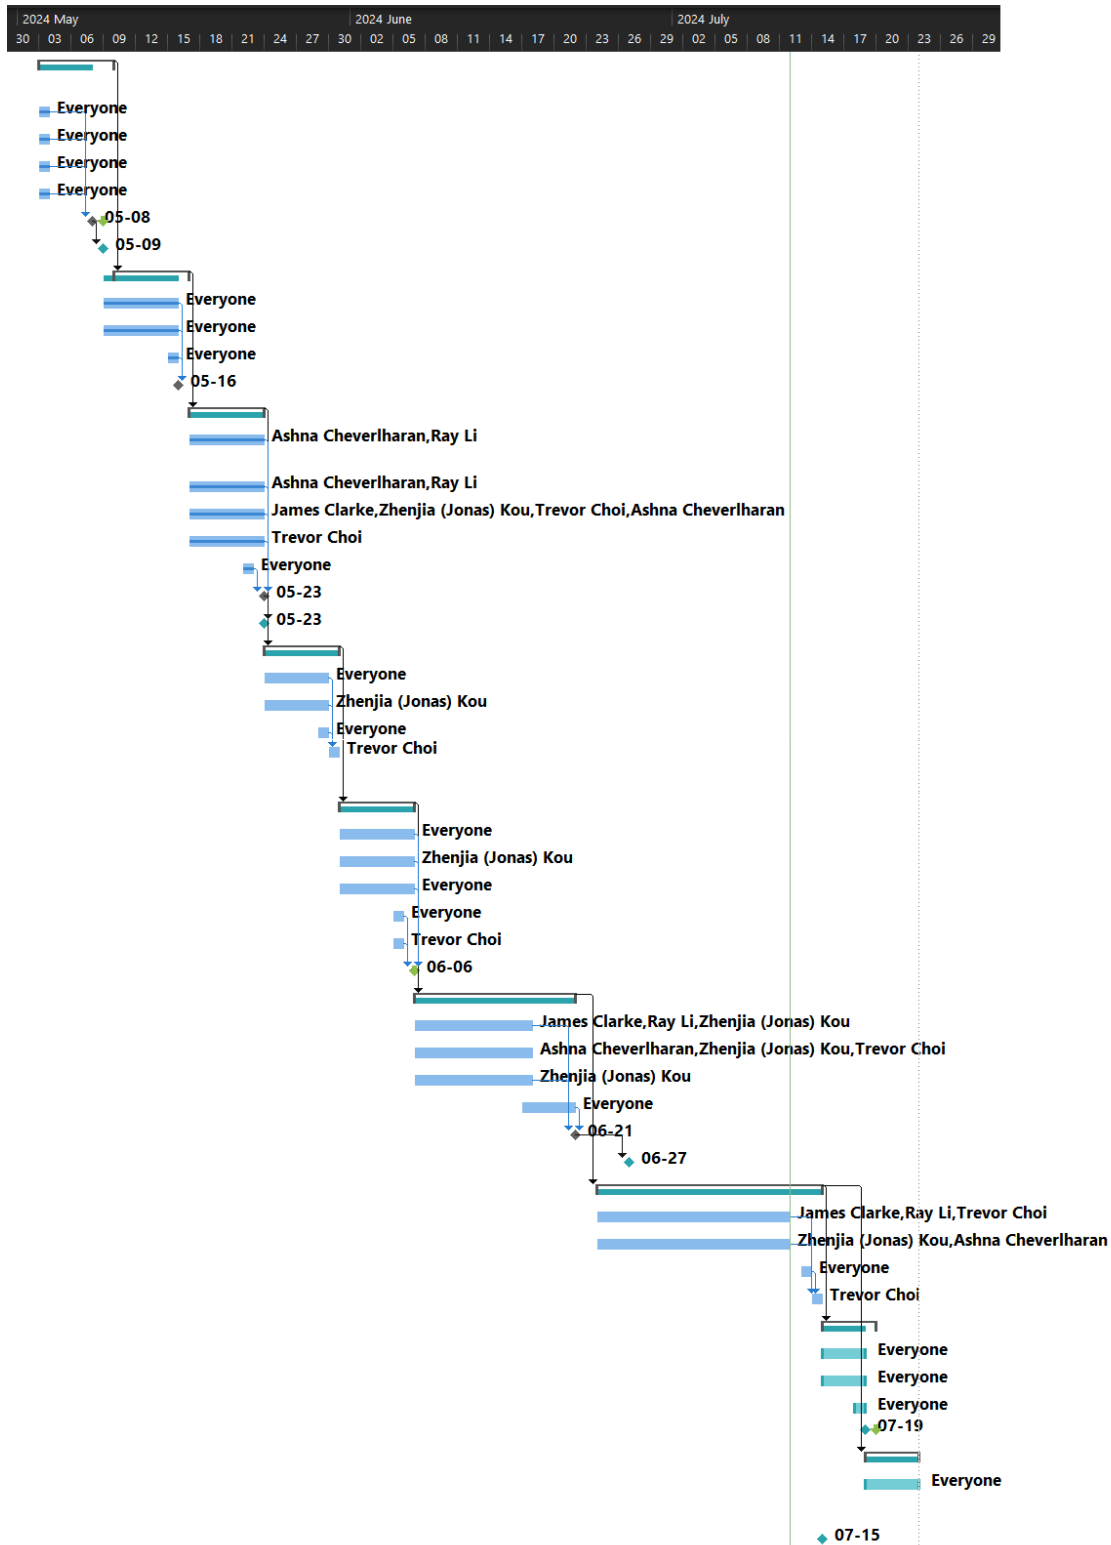 2024 May 2024 June 2024 July
30 03 06 09 12 15 18 21 24 27 30 02 05 08 11 14 17 20 23 26 29 02 05 08 11 14 17 20 23 26 29
Everyone
Everyone
Everyone
Everyone
05-08
05-09
Everyone
Everyone
Everyone
05-16
Ashna Cheverlharan,Ray Li
Ashna Cheverlharan,Ray Li
James Clarke,Zhenjia (Jonas) Kou,Trevor Choi,Ashna Cheverlharan
Trevor Choi
Everyone
05-23
05-23
Everyone
Zhenjia (Jonas) Kou
Everyone
Trevor Choi
Everyone
Zhenjia (Jonas) Kou
Everyone
Everyone
Trevor Choi
06-06
James Clarke,Ray Li,Zhenjia (Jonas) Kou
Ashna Cheverlharan,Zhenjia (Jonas) Kou,Trevor Choi
Zhenjia (Jonas) Kou
Everyone
06-21
06-27
James Clarke,Ray Li,Trevor Choi
Zhenjia (Jonas) Kou,Ashna Cheverlharan
Everyone
Trevor Choi
Everyone
Everyone
Everyone
07-19
Everyone
07-15